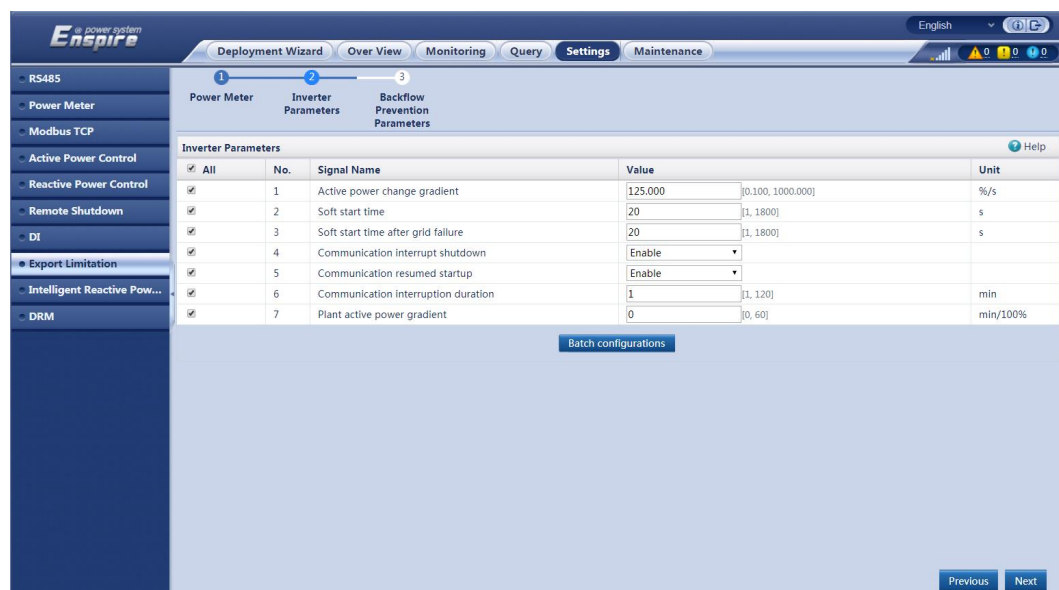 Enspire
e power system
English
Deployment Wizard Over View Monitoring Query Settings Maintenance
0 0 0
RS485
Power Meter
Modbus TCP
Active Power Control
Reactive Power Control
Remote Shutdown
DI
Export Limitation
Intelligent Reactive Pow...
DRM
1 2 3
Power Meter
Inverter
Parameters
Backflow
Prevention
Parameters
Inverter Parameters Help
All No. Signal Name Value Unit
1 Active power change gradient 125.000 [0.100, 1000.000] %/s
2 Soft start time 20 [1, 1800] s
3 Soft start time after grid failure 20 [1, 1800] s
4 Communication interrupt shutdown Enable
5 Communication resumed startup Enable
6 Communication interruption duration 1 [1, 120] min
7 Plant active power gradient 0 [0, 60] min/100%
Batch configurations
Previous Next